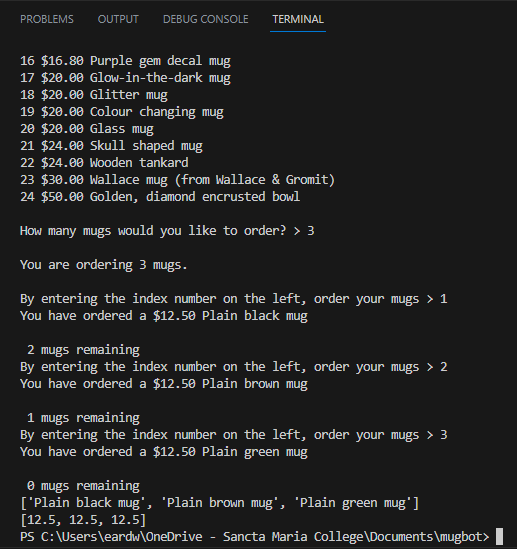 PROBLEMS OUTPUT DEBUG CONSOLE TERMINAL
16 $16.80 Purple gem decal mug
17 $20.00 Glow-in-the-dark mug
18 $20.00 Glitter mug
19 $20.00 Colour changing mug
20 $20.00 Glass mug
21 $24.00 Skull shaped mug
22 $24.00 Wooden tankard
23 $30.00 Wallace mug (from Wallace & Gromit)
24 $50.00 Golden, diamond encrusted bowl
How many mugs would you like to order? > 3
You are ordering 3 mugs.
By entering the index number on the left, order your mugs > 1
You have ordered a $12.50 Plain black mug
2 mugs remaining
By entering the index number on the left, order your mugs > 2
You have ordered a $12.50 Plain brown mug
1 mugs remaining
By entering the index number on the left, order your mugs > 3
You have ordered a $12.50 Plain green mug
0 mugs remaining
['Plain black mug', 'Plain brown mug', 'Plain green mug']
[12.5, 12.5, 12.5]
PS C:\Users\eardw\OneDrive - Sancta Maria College\Documents\mugbot>